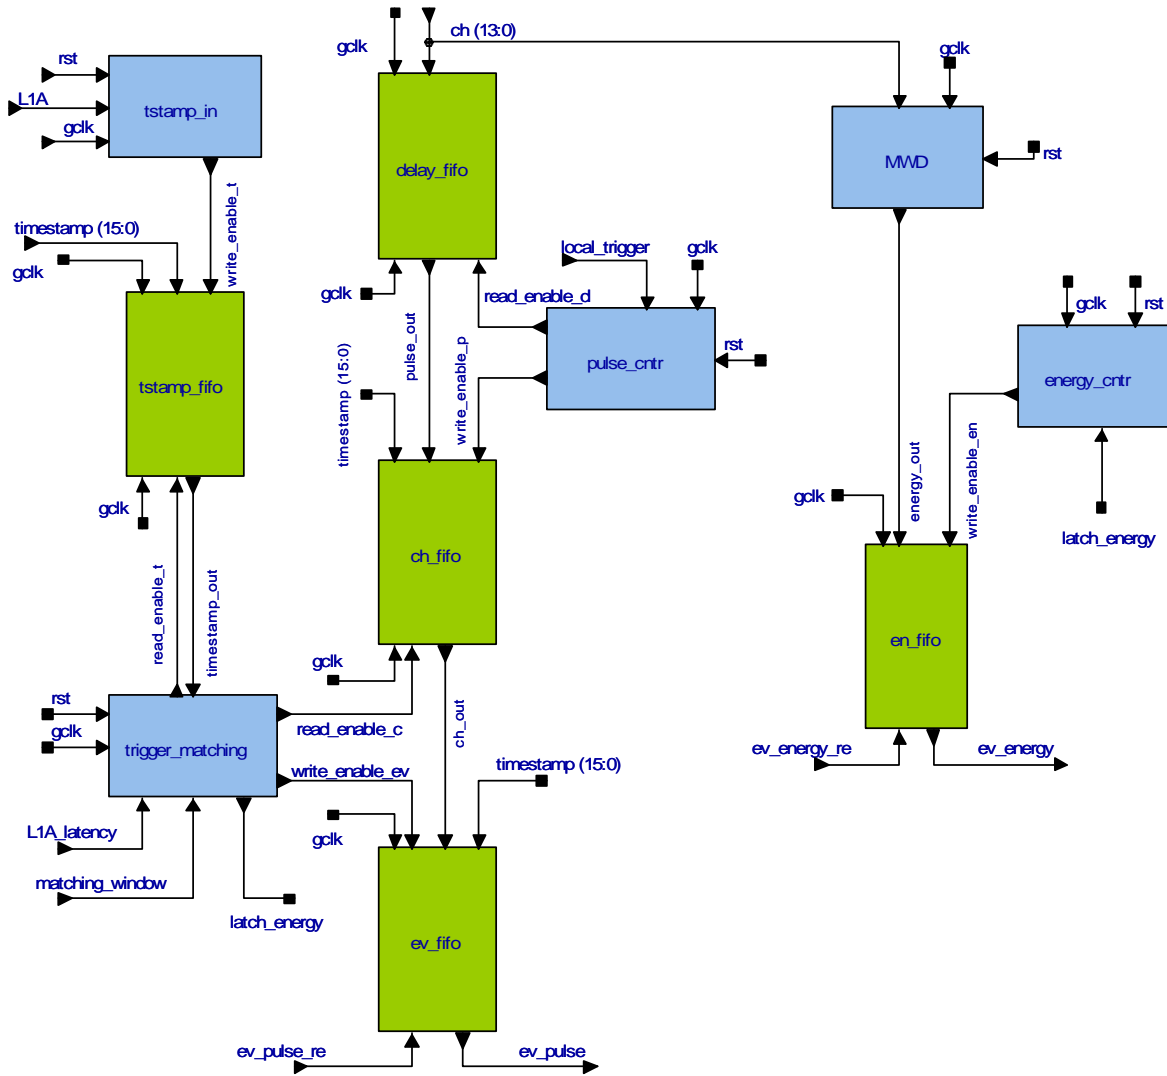 ch (13:0)
gclk
gclk
rst
L1A
tstamp_in
gclk
delay_fifo
MWD
rst
write_enable_t
timestamp (15:0)
gclk
local_trigger
gclk
gclk
read_enable_d
gclk
rst
pulse_out
write_enable_p
timestamp (15:0)
rst
pulse_cntr
energy_cntr
tstamp_fifo
gclk
gclk
energy_out
write_enable_en
latch_energy
ch_fifo
read_enable_t
timestamp_out
en_fifo
gclk
rst
gclk
trigger_matching
read_enable_c
ch_out
ev_energy_re
ev_energy
write_enable_ev
timestamp (15:0)
gclk
L1A_latency
matching_window
latch_energy
ev_fifo
ev_pulse_re
ev_pulse